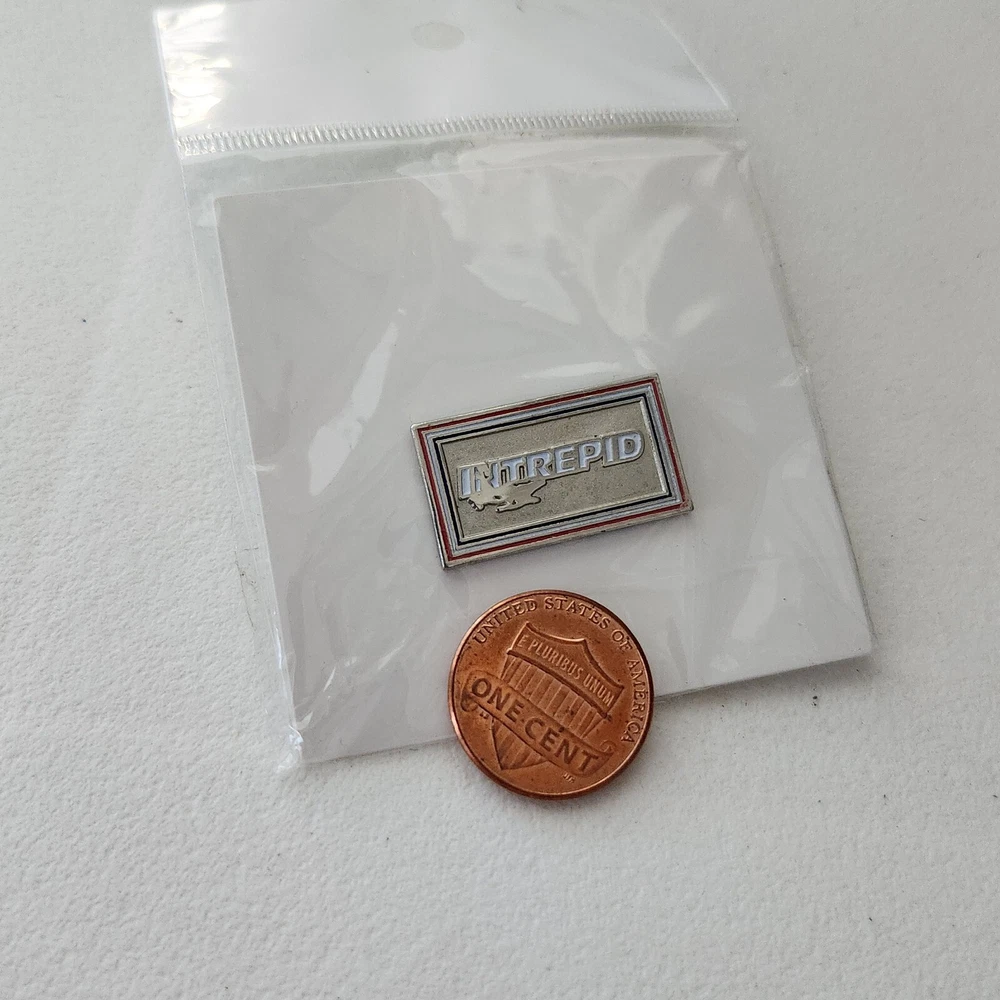 INTREPID
UNITED STATES OF AMERICA
E PLURIBUS UNUM
ONE CENT